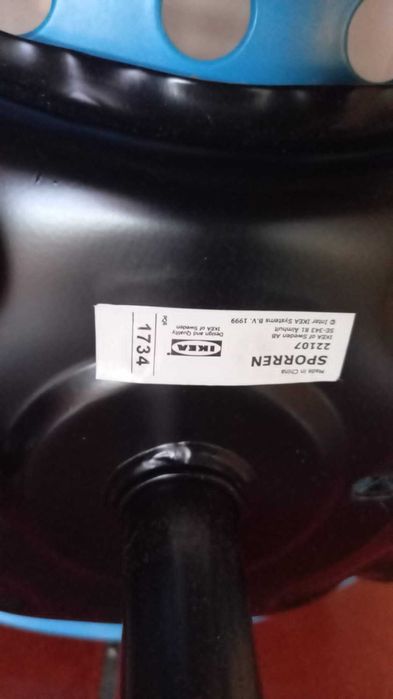 Made in China
SPORREN
22107
IKEA of Sweden AB
SE-343 81 Älmhult
© Inter IKEA Systems B.V. 1999
IKEA
Design and Quality
IKEA of Sweden
1734
PQR